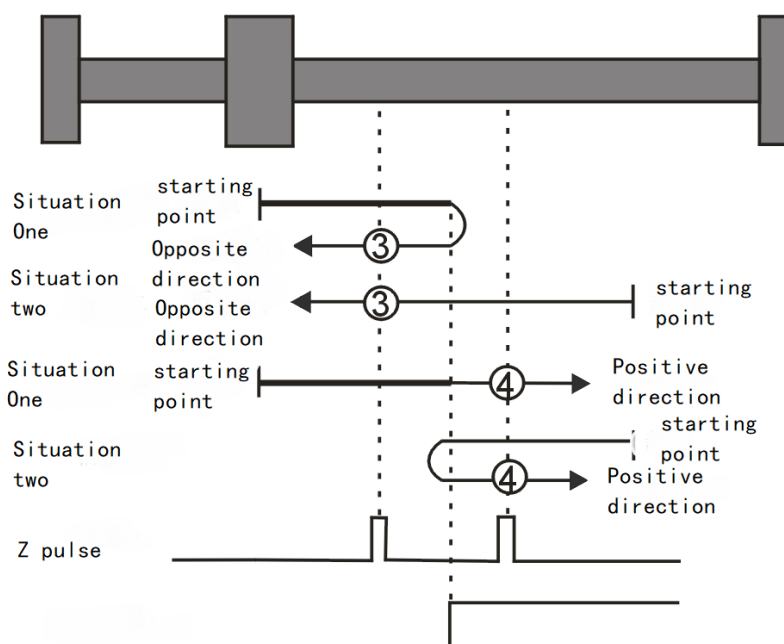 Situation
One
starting
point
Opposite
direction
③
Situation
two
Opposite
direction
③
starting
point
Situation
One
starting
point
④
Positive
direction
Situation
two
starting
point
④
Positive
direction
Z pulse